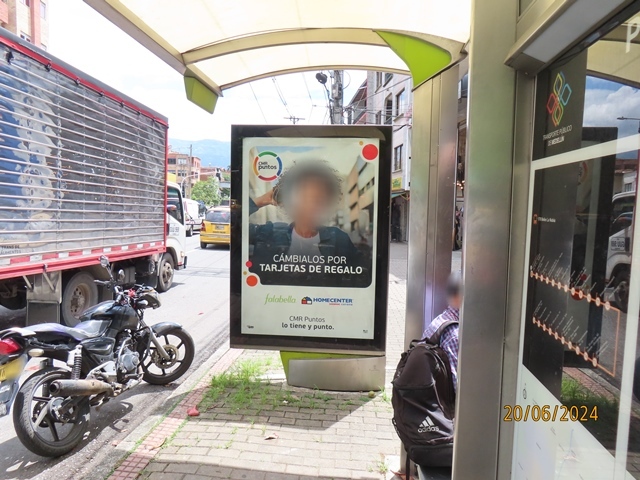 CMR
puntos
CÁMBIALOS POR
TARJETAS DE REGALO
falabella
HOMECENTER
CMR Puntos
lo tiene y punto.
TRANSPORTE PÚBLICO
DE MEDELLÍN
adidas
20/06/2024